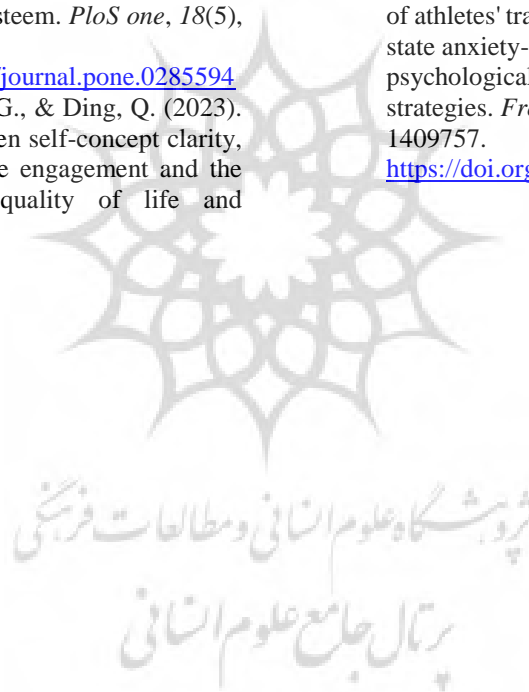 steem. PloS one, 18(5),
/journal.pone.0285594
G., & Ding, Q. (2023).
en self-concept clarity,
e engagement and the
quality of life and
of athletes' tra
state anxiety-
psychological
strategies. Fre
1409757.
https://doi.org
پژوهشگاه علوم انسانی و مطالعات فرهنگی
پرتال جامع علوم انسانی